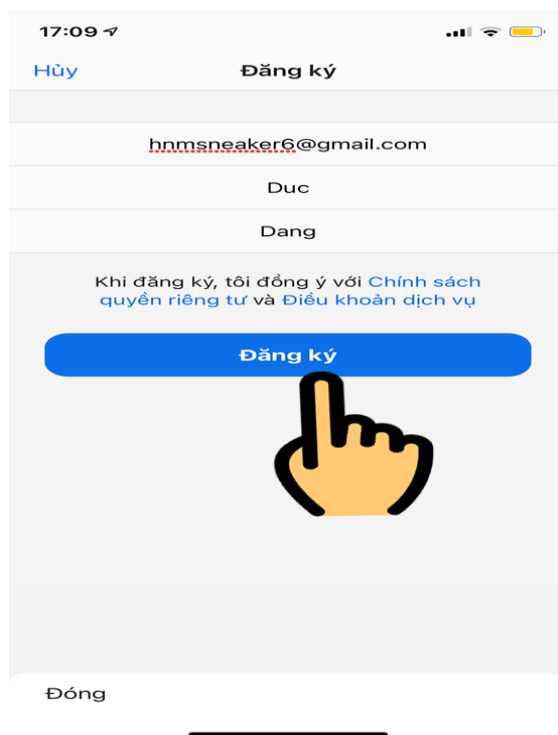 17:09
Hủy
Đăng ký
hnmsneaker6@gmail.com
Duc
Dang
Khi đăng ký, tôi đồng ý với Chính sách
quyền riêng tư và Điều khoản dịch vụ
Đăng ký
Đóng